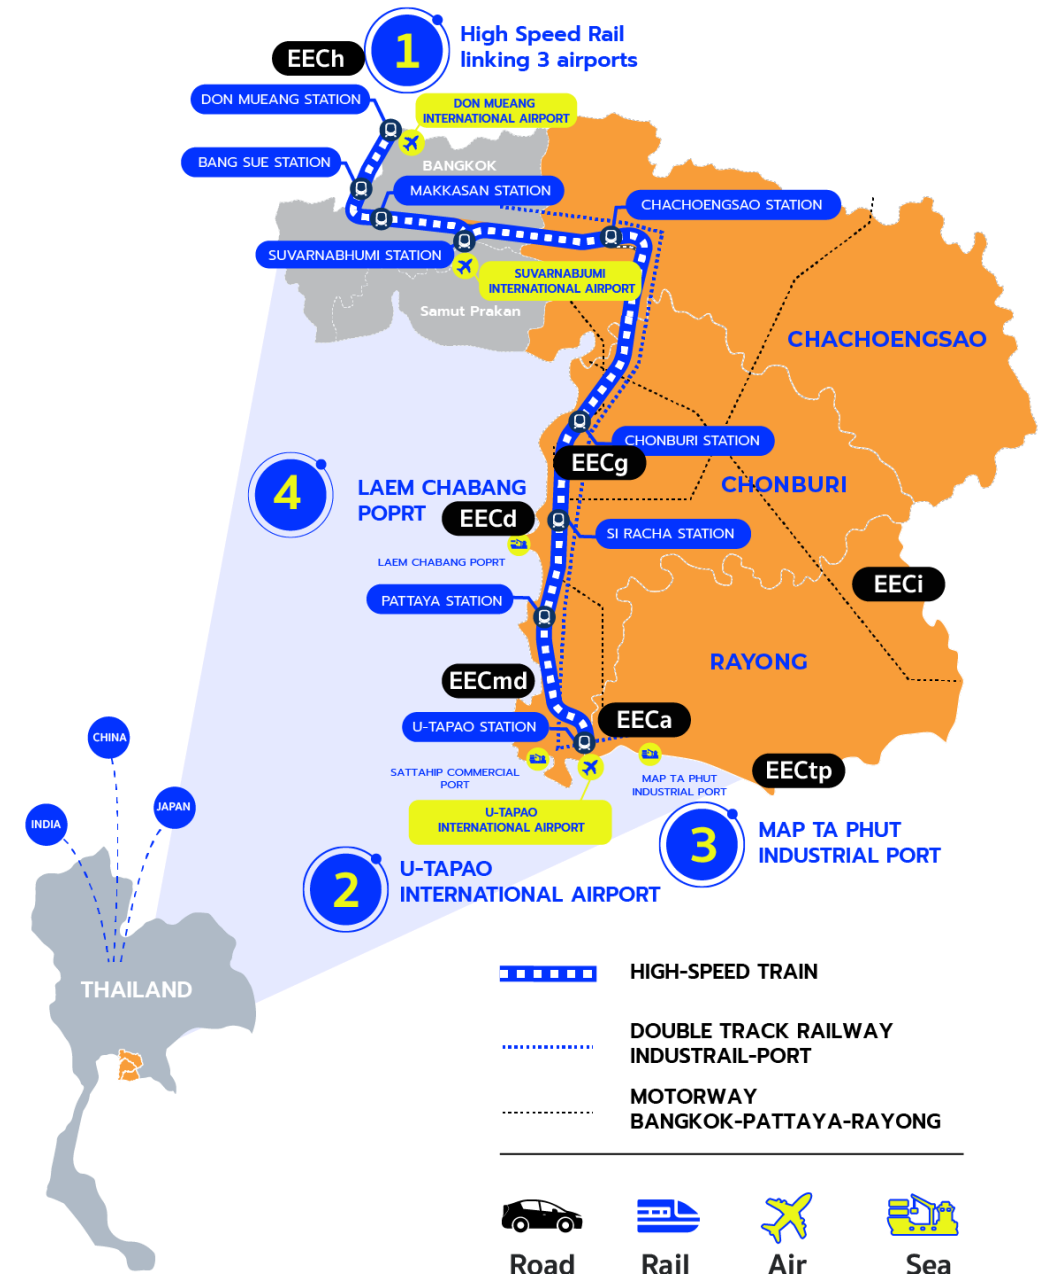 1
High Speed Rail
linking 3 airports
EECh
DON MUEANG STATION
DON MUEANG
INTERNATIONAL AIRPORT
BANG SUE STATION
BANGKOK
MAKKASAN STATION
CHACHOENGSAO STATION
SUVARNABHUMI STATION
SUVARNABJUMI
INTERNATIONAL AIRPORT
Samut Prakan
CHACHOENGSAO
CHONBURI STATION
EECg
CHONBURI
4
LAEM CHABANG
POPRT
EECd
SI RACHA STATION
LAEM CHABANG POPRT
EECi
PATTAYA STATION
RAYONG
EECmd
EECa
U-TAPAO STATION
SATTAHIP COMMERCIAL
PORT
MAP TA PHUT
INDUSTRIAL PORT
EECtp
U-TAPAO
INTERNATIONAL AIRPORT
3
MAP TA PHUT
INDUSTRIAL PORT
2
U-TAPAO
INTERNATIONAL AIRPORT
CHINA
JAPAN
INDIA
THAILAND
HIGH-SPEED TRAIN
DOUBLE TRACK RAILWAY
INDUSTRAIL-PORT
MOTORWAY
BANGKOK-PATTAYA-RAYONG
Road
Rail
Air
Sea